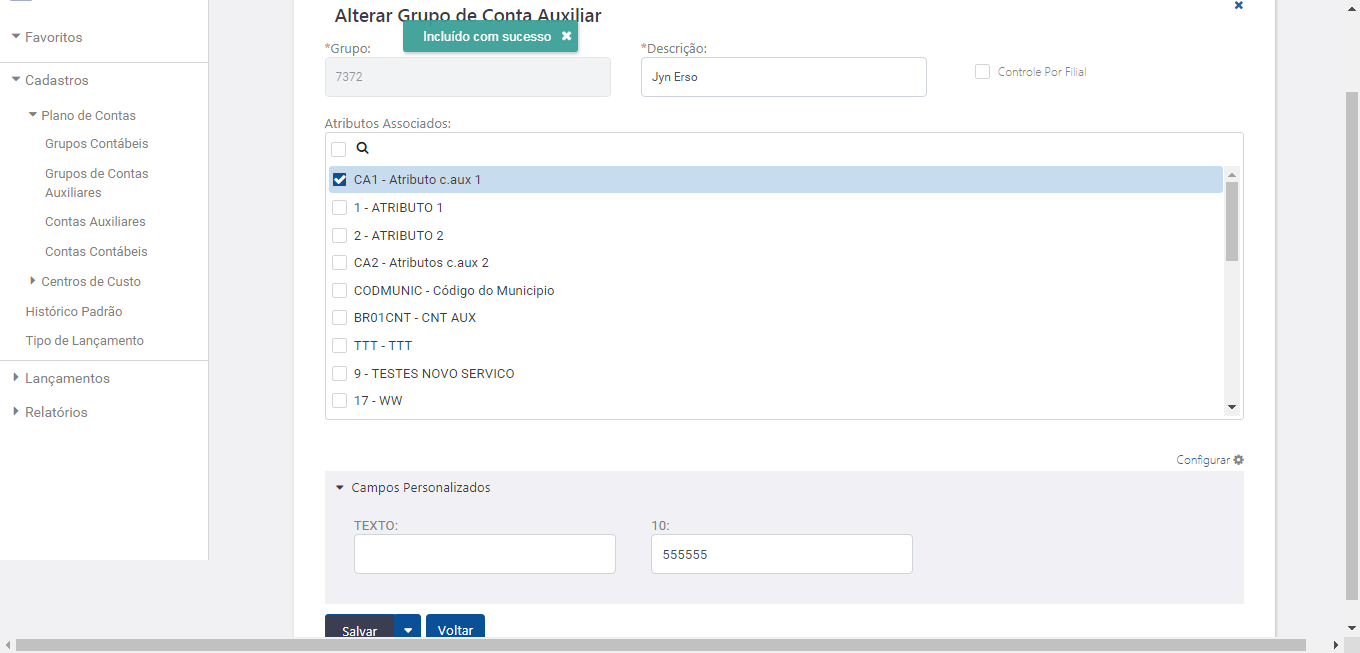 Favoritos
Cadastros
Plano de Contas
Grupos Contábeis
Grupos de Contas
Auxiliares
Contas Auxiliares
Contas Contábeis
Centros de Custo
Histórico Padrão
Tipo de Lançamento
Lançamentos
Relatórios
Alterar Grupo de Conta Auxiliar
Incluído com sucesso
*Grupo:
7372
*Descrição:
Jyn Erso
Controle Por Filial
Atributos Associados:
CA1 - Atributo c.aux 1
1 - ATRIBUTO 1
2 - ATRIBUTO 2
CA2 - Atributos c.aux 2
CODMUNIC - Código do Municipio
BR01CNT - CNT AUX
TTT - TTT
9 - TESTES NOVO SERVICO
17 - WW
Configurar
Campos Personalizados
TEXTO:
10:
555555
Salvar
Voltar